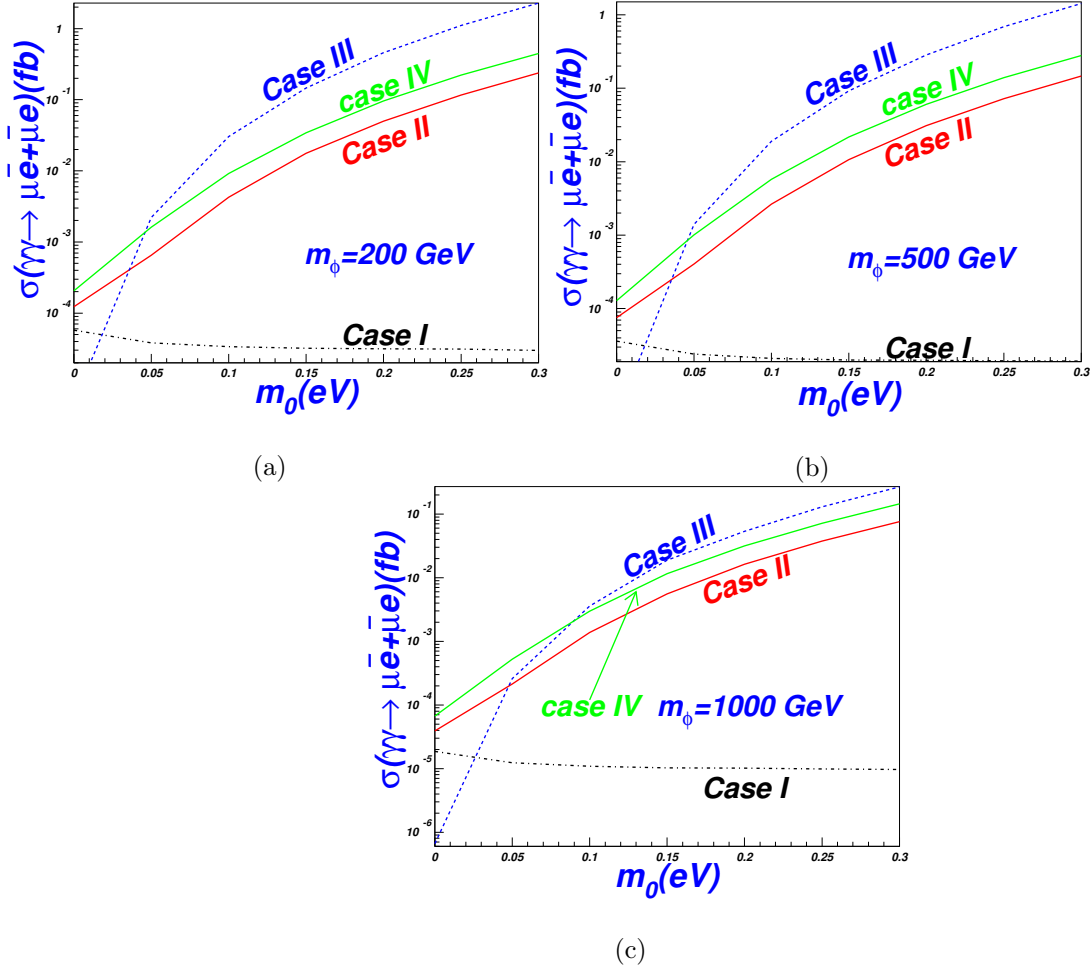 σ(γγ→ μē+μ̄e)(fb)
1
10⁻¹
10⁻²
10⁻³
10⁻⁴
Case III
case IV
Case II
m_ϕ=200 GeV
Case I
0 0.05 0.1 0.15 0.2 0.25 0.3
m₀(eV)
(a)
σ(γγ→ μē+μ̄e)(fb)
1
10⁻¹
10⁻²
10⁻³
10⁻⁴
Case III
case IV
Case II
m_ϕ=500 GeV
Case I
0 0.05 0.1 0.15 0.2 0.25 0.3
m₀(eV)
(b)
σ(γγ→ μē+μ̄e)(fb)
10⁻¹
10⁻²
10⁻³
10⁻⁴
10⁻⁵
10⁻⁶
Case III
Case II
case IV
m_ϕ=1000 GeV
Case I
0 0.05 0.1 0.15 0.2 0.25 0.3
m₀(eV)
(c)